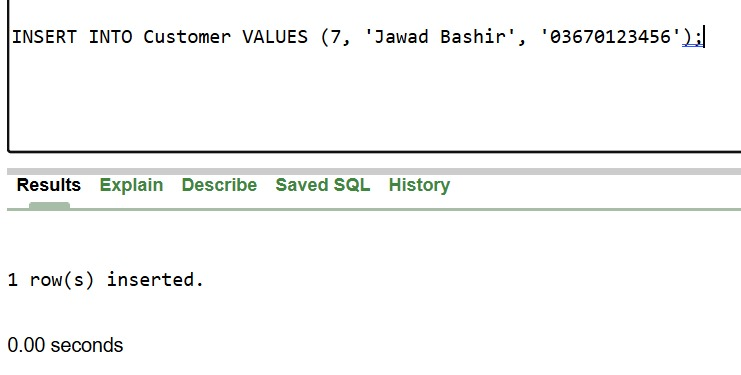 INSERT INTO Customer VALUES (7, 'Jawad Bashir', '03670123456');
Results Explain Describe Saved SQL History
1 row(s) inserted.
0.00 seconds